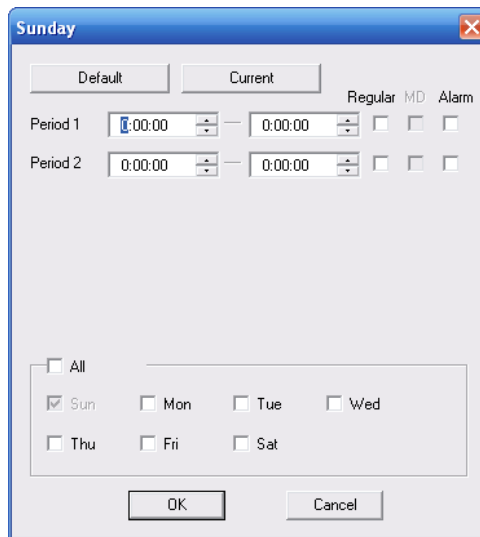 Sunday
Default Current
Regular MD Alarm
Period 1 0:00:00 — 0:00:00
Period 2 0:00:00 — 0:00:00
All
Sun Mon Tue Wed
Thu Fri Sat
OK Cancel